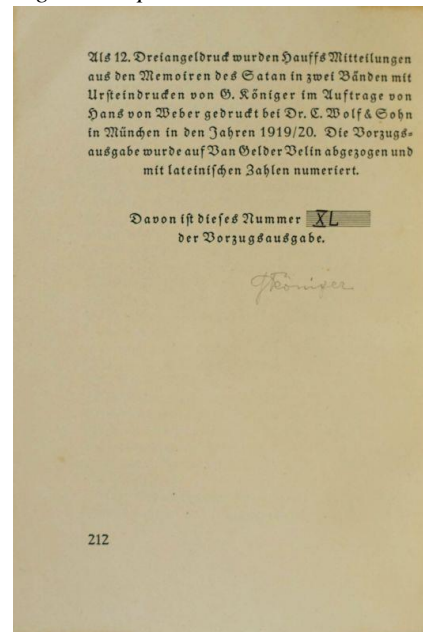 Als 12. Dreiangeldruck wurden Hauffs Mitteilungen
aus den Memoiren des Satan in zwei Bänden mit
Ursteindrucken von G. Königer im Auftrage von
Hans von Weber gedruckt bei Dr. C. Wolf & Sohn
in München in den Jahren 1919/20. Die Vorzugs-
ausgabe wurde auf Van Gelder Velin abgezogen und
mit lateinischen Zahlen numeriert.
Davon ist dieses Nummer XL
der Vorzugsausgabe.
GKöniger
212